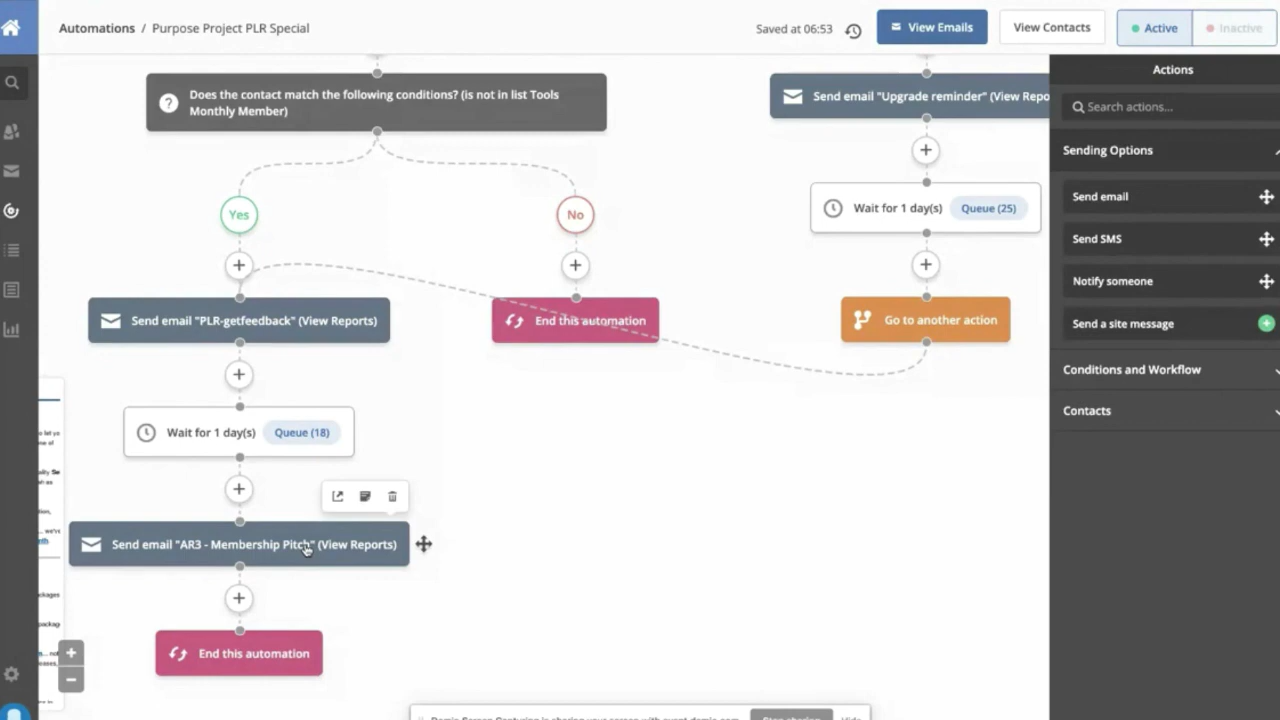 Automations / Purpose Project PLR Special
Saved at 06:53
View Emails
View Contacts
Active
Inactive
Does the contact match the following conditions? (is not in list Tools
Monthly Member)
Yes
No
Send email "PLR-getfeedback" (View Reports)
End this automation
Wait for 1 day(s) Queue (18)
Send email "AR3 - Membership Pitch" (View Reports)
End this automation
Send email "Upgrade reminder" (View Repo
Wait for 1 day(s) Queue (25)
Go to another action
Actions
Search actions...
Sending Options
Send email
Send SMS
Notify someone
Send a site message
Conditions and Workflow
Contacts